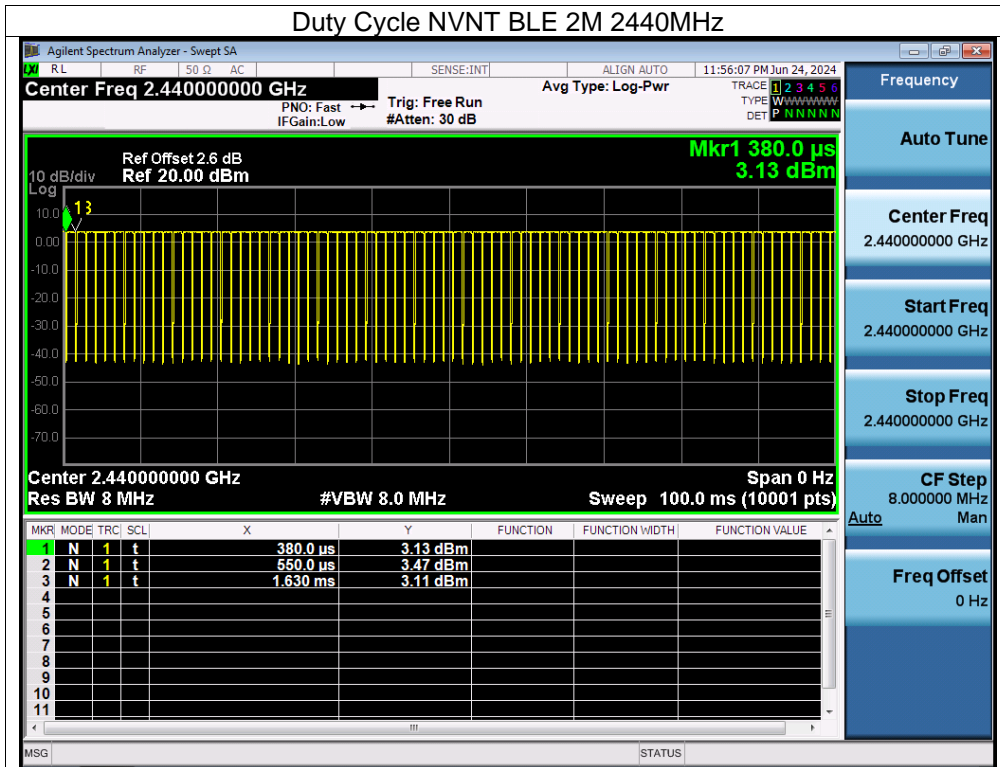 Duty Cycle NVNT BLE 2M 2440MHz
Agilent Spectrum Analyzer - Swept SA
LXI RL RF 50 Ω AC SENSE:INT ALIGN AUTO 11:56:07 PM Jun 24, 2024
Center Freq 2.440000000 GHz Avg Type: Log-Pwr TRACE 1 2 3 4 5 6
PNO: Fast Trig: Free Run TYPE WWWWWW
IFGain:Low #Atten: 30 dB DET P N N N N N
Frequency
Auto Tune
Center Freq
2.440000000 GHz
Start Freq
2.440000000 GHz
Stop Freq
2.440000000 GHz
CF Step
8.000000 MHz
Auto Man
Freq Offset
0 Hz
Mkr1 380.0 µs
3.13 dBm
Ref Offset 2.6 dB
10 dB/div Ref 20.00 dBm
Log
10.0
0.00
-10.0
-20.0
-30.0
-40.0
-50.0
-60.0
-70.0
1 3
Center 2.440000000 GHz Span 0 Hz
Res BW 8 MHz #VBW 8.0 MHz Sweep 100.0 ms (10001 pts)
MKR MODE TRC SCL X Y FUNCTION FUNCTION WIDTH FUNCTION VALUE
1 N 1 t 380.0 µs 3.13 dBm
2 N 1 t 550.0 µs 3.47 dBm
3 N 1 t 1.630 ms 3.11 dBm
4
5
6
7
8
9
10
11
MSG STATUS